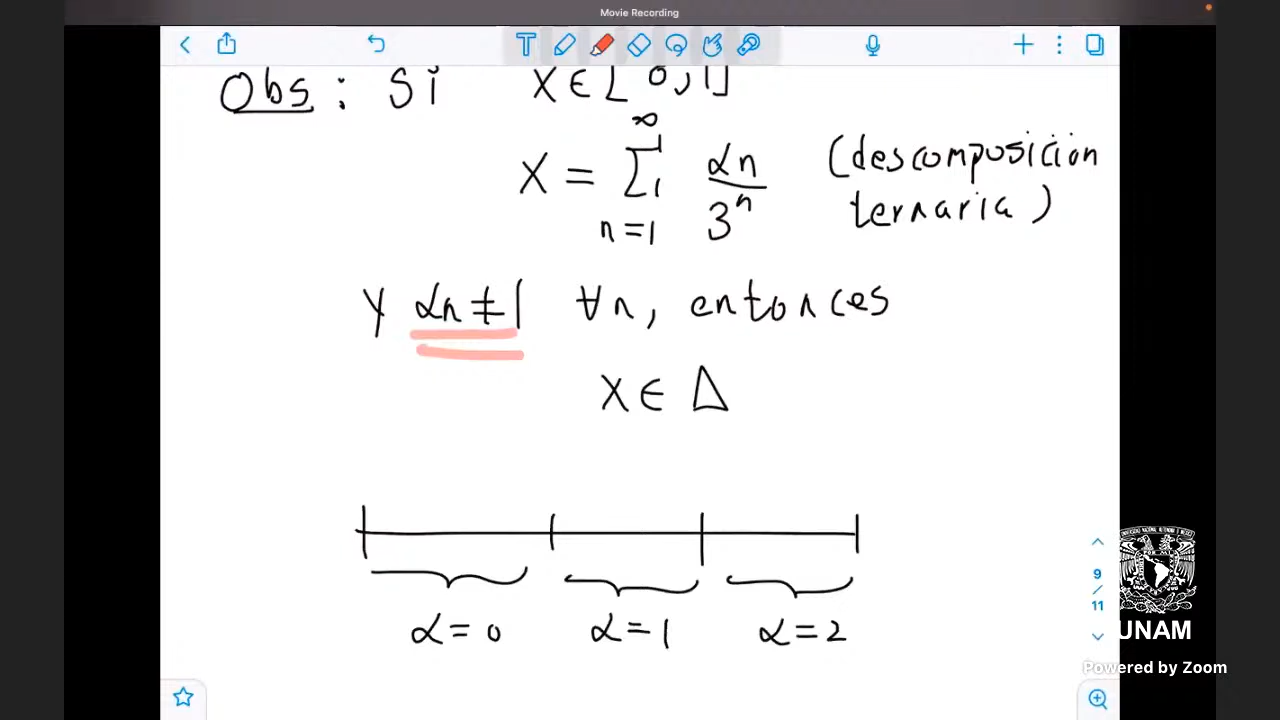 Movie Recording
Obs: Si X∈[0,1]
X = ∑_{n=1}^{∞} αn/3^n (descomposición
ternaria)
y αn≠1 ∀n, entonces
X ∈ Δ
α=0 α=1 α=2
9
/
11
UNAM
Powered by Zoom